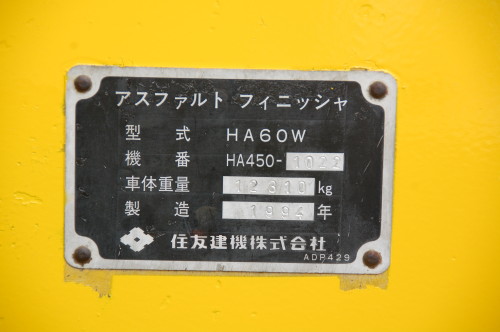 アスファルト フィニッシャ
型式 HA60W
機番 HA450-
車体重量 12310 kg
製造 1994 年
住友建機株式会社
ADP429